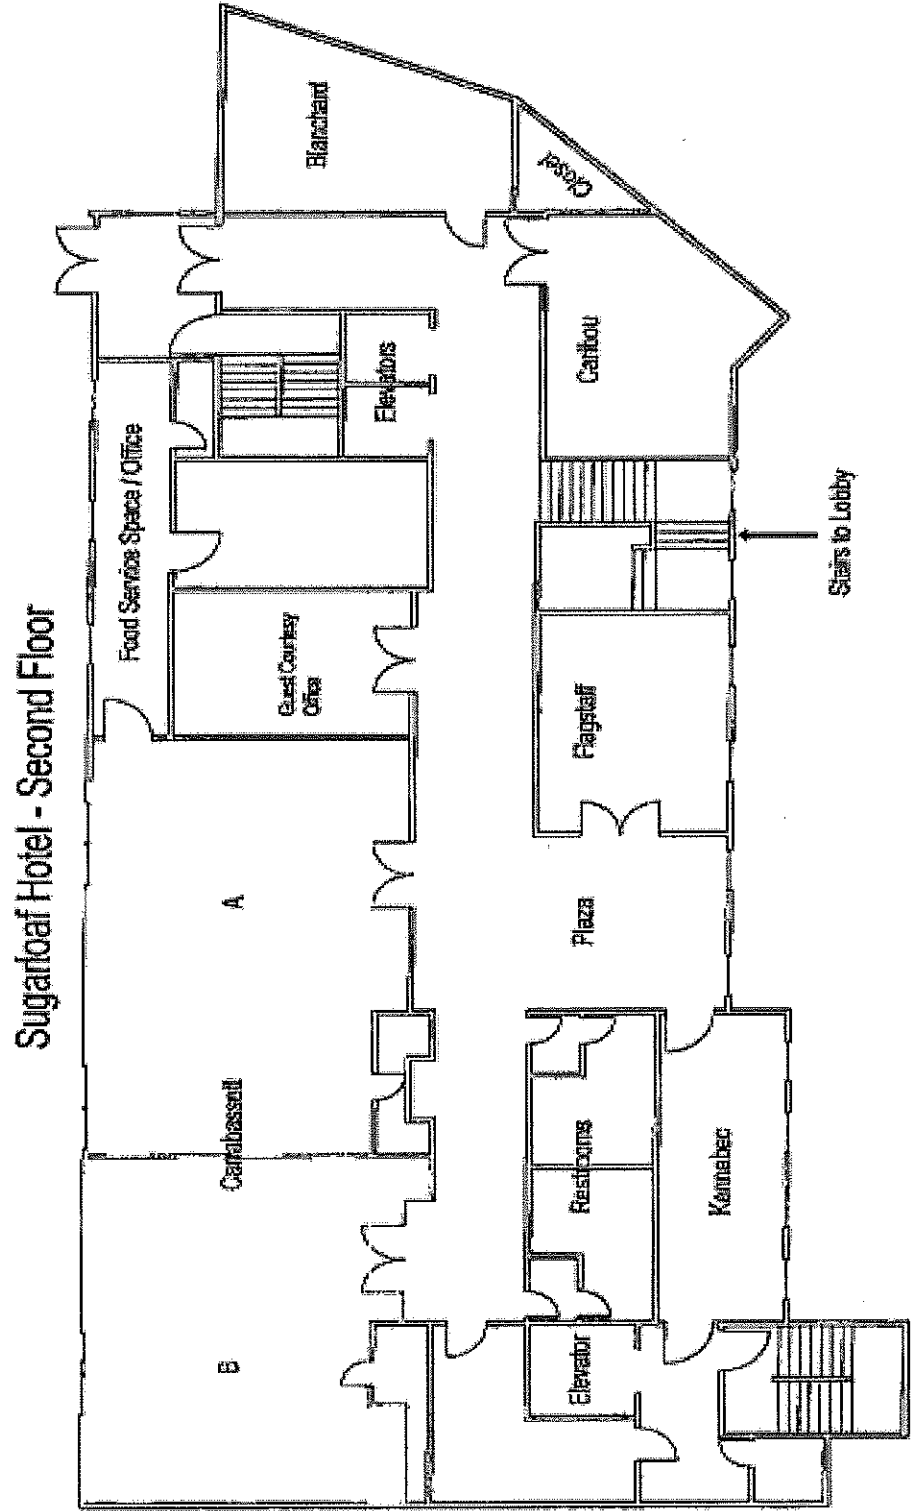 Sugarloaf Hotel - Second Floor
Blanchard
Closet
Food Service Space / Office
Elevators
Caribou
Guest Courtesy
Office
Stairs to Lobby
Flagstaff
A
Plaza
Carrabassett
Restrooms
Kennebec
B
Elevator